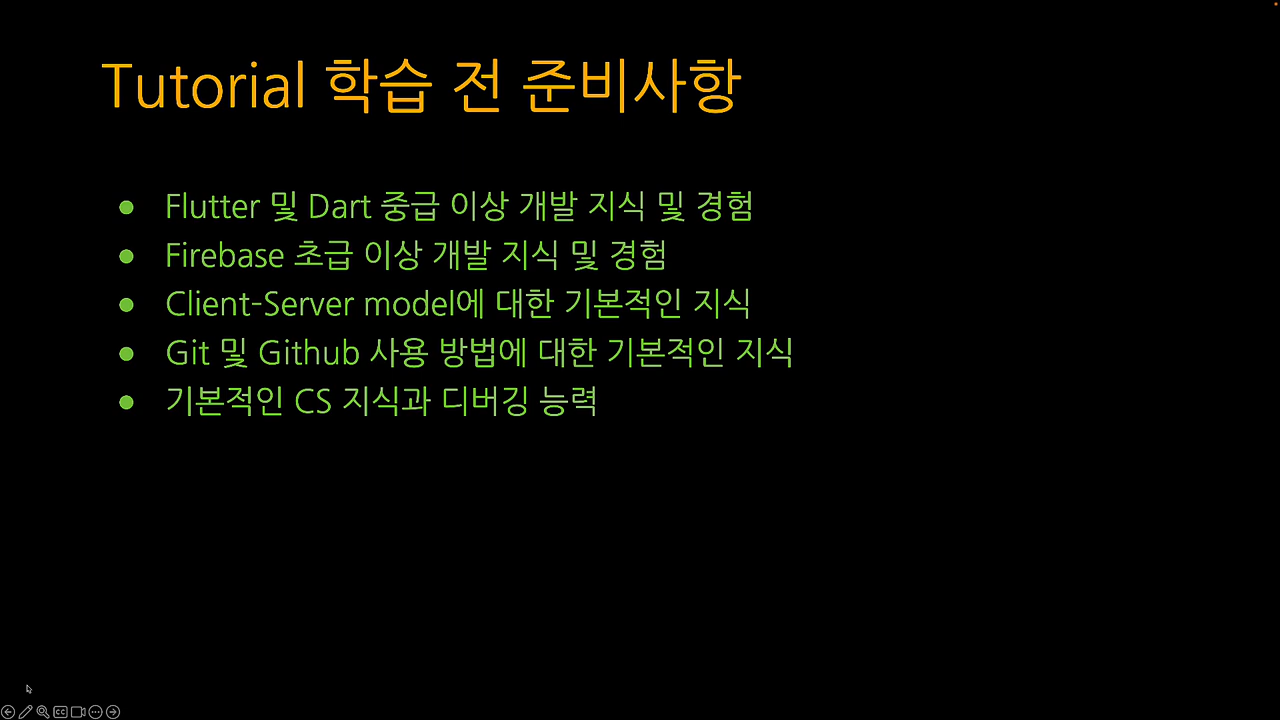 Tutorial 학습 전 준비사항
● Flutter 및 Dart 중급 이상 개발 지식 및 경험
● Firebase 초급 이상 개발 지식 및 경험
● Client-Server model에 대한 기본적인 지식
● Git 및 Github 사용 방법에 대한 기본적인 지식
● 기본적인 CS 지식과 디버깅 능력
CC